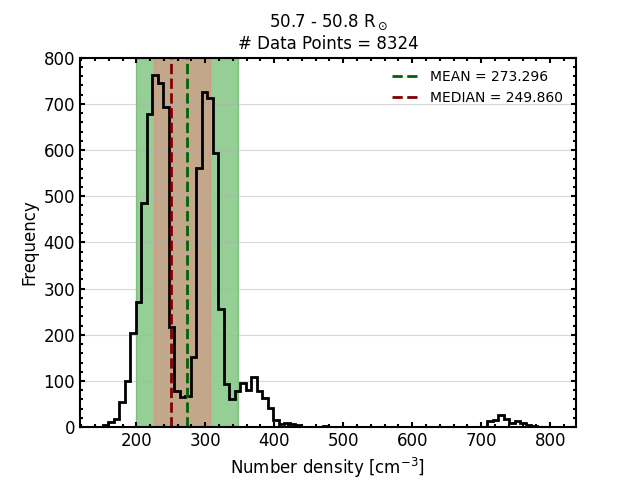 50.7 - 50.8 R⊙
# Data Points = 8324
MEAN = 273.296
MEDIAN = 249.860
Frequency
800
700
600
500
400
300
200
100
0
200 300 400 500 600 700 800
Number density [cm⁻³]